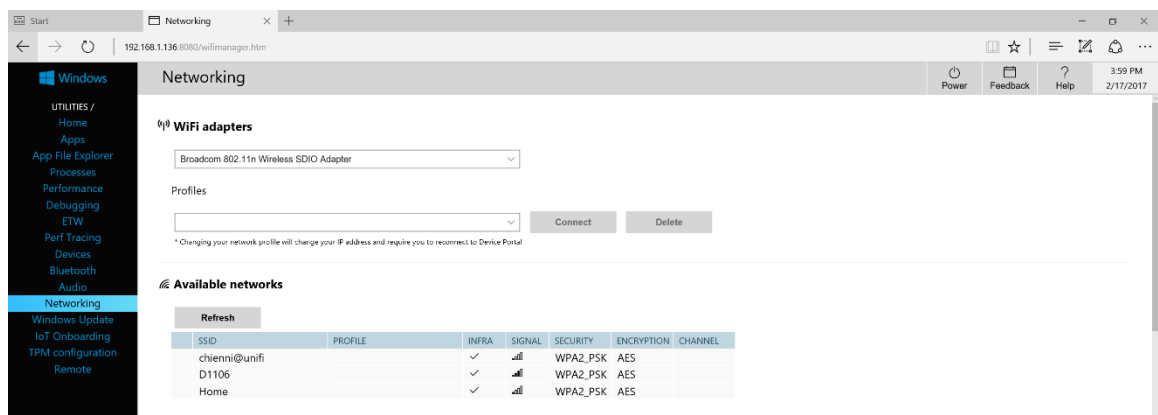 Start
Networking
192.168.1.136:8080/wifimanager.htm
Windows
Networking
Power
Feedback
Help
3:59 PM
2/17/2017
UTILITIES /
Home
Apps
App File Explorer
Processes
Performance
Debugging
ETW
Perf Tracing
Devices
Bluetooth
Audio
Networking
Windows Update
IoT Onboarding
TPM configuration
Remote
WiFi adapters
Broadcom 802.11n Wireless SDIO Adapter
Profiles
Connect Delete
* Changing your network profile will change your IP address and require you to reconnect to Device Portal
Available networks
Refresh
SSID PROFILE INFRA SIGNAL SECURITY ENCRYPTION CHANNEL
chienni@unifi WPA2_PSK AES
D1106 WPA2_PSK AES
Home WPA2_PSK AES